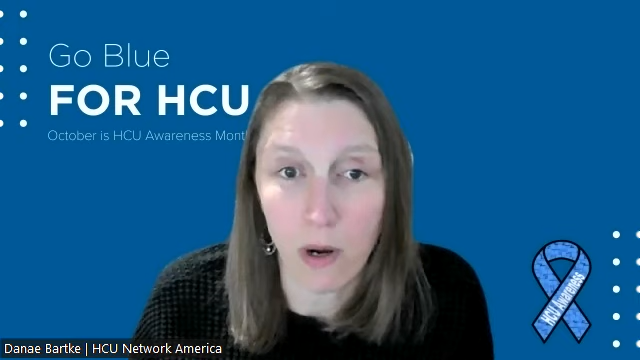 Go Blue
FOR HCU
October is HCU Awareness Mont
HCU Awareness
Danae Bartke | HCU Network America